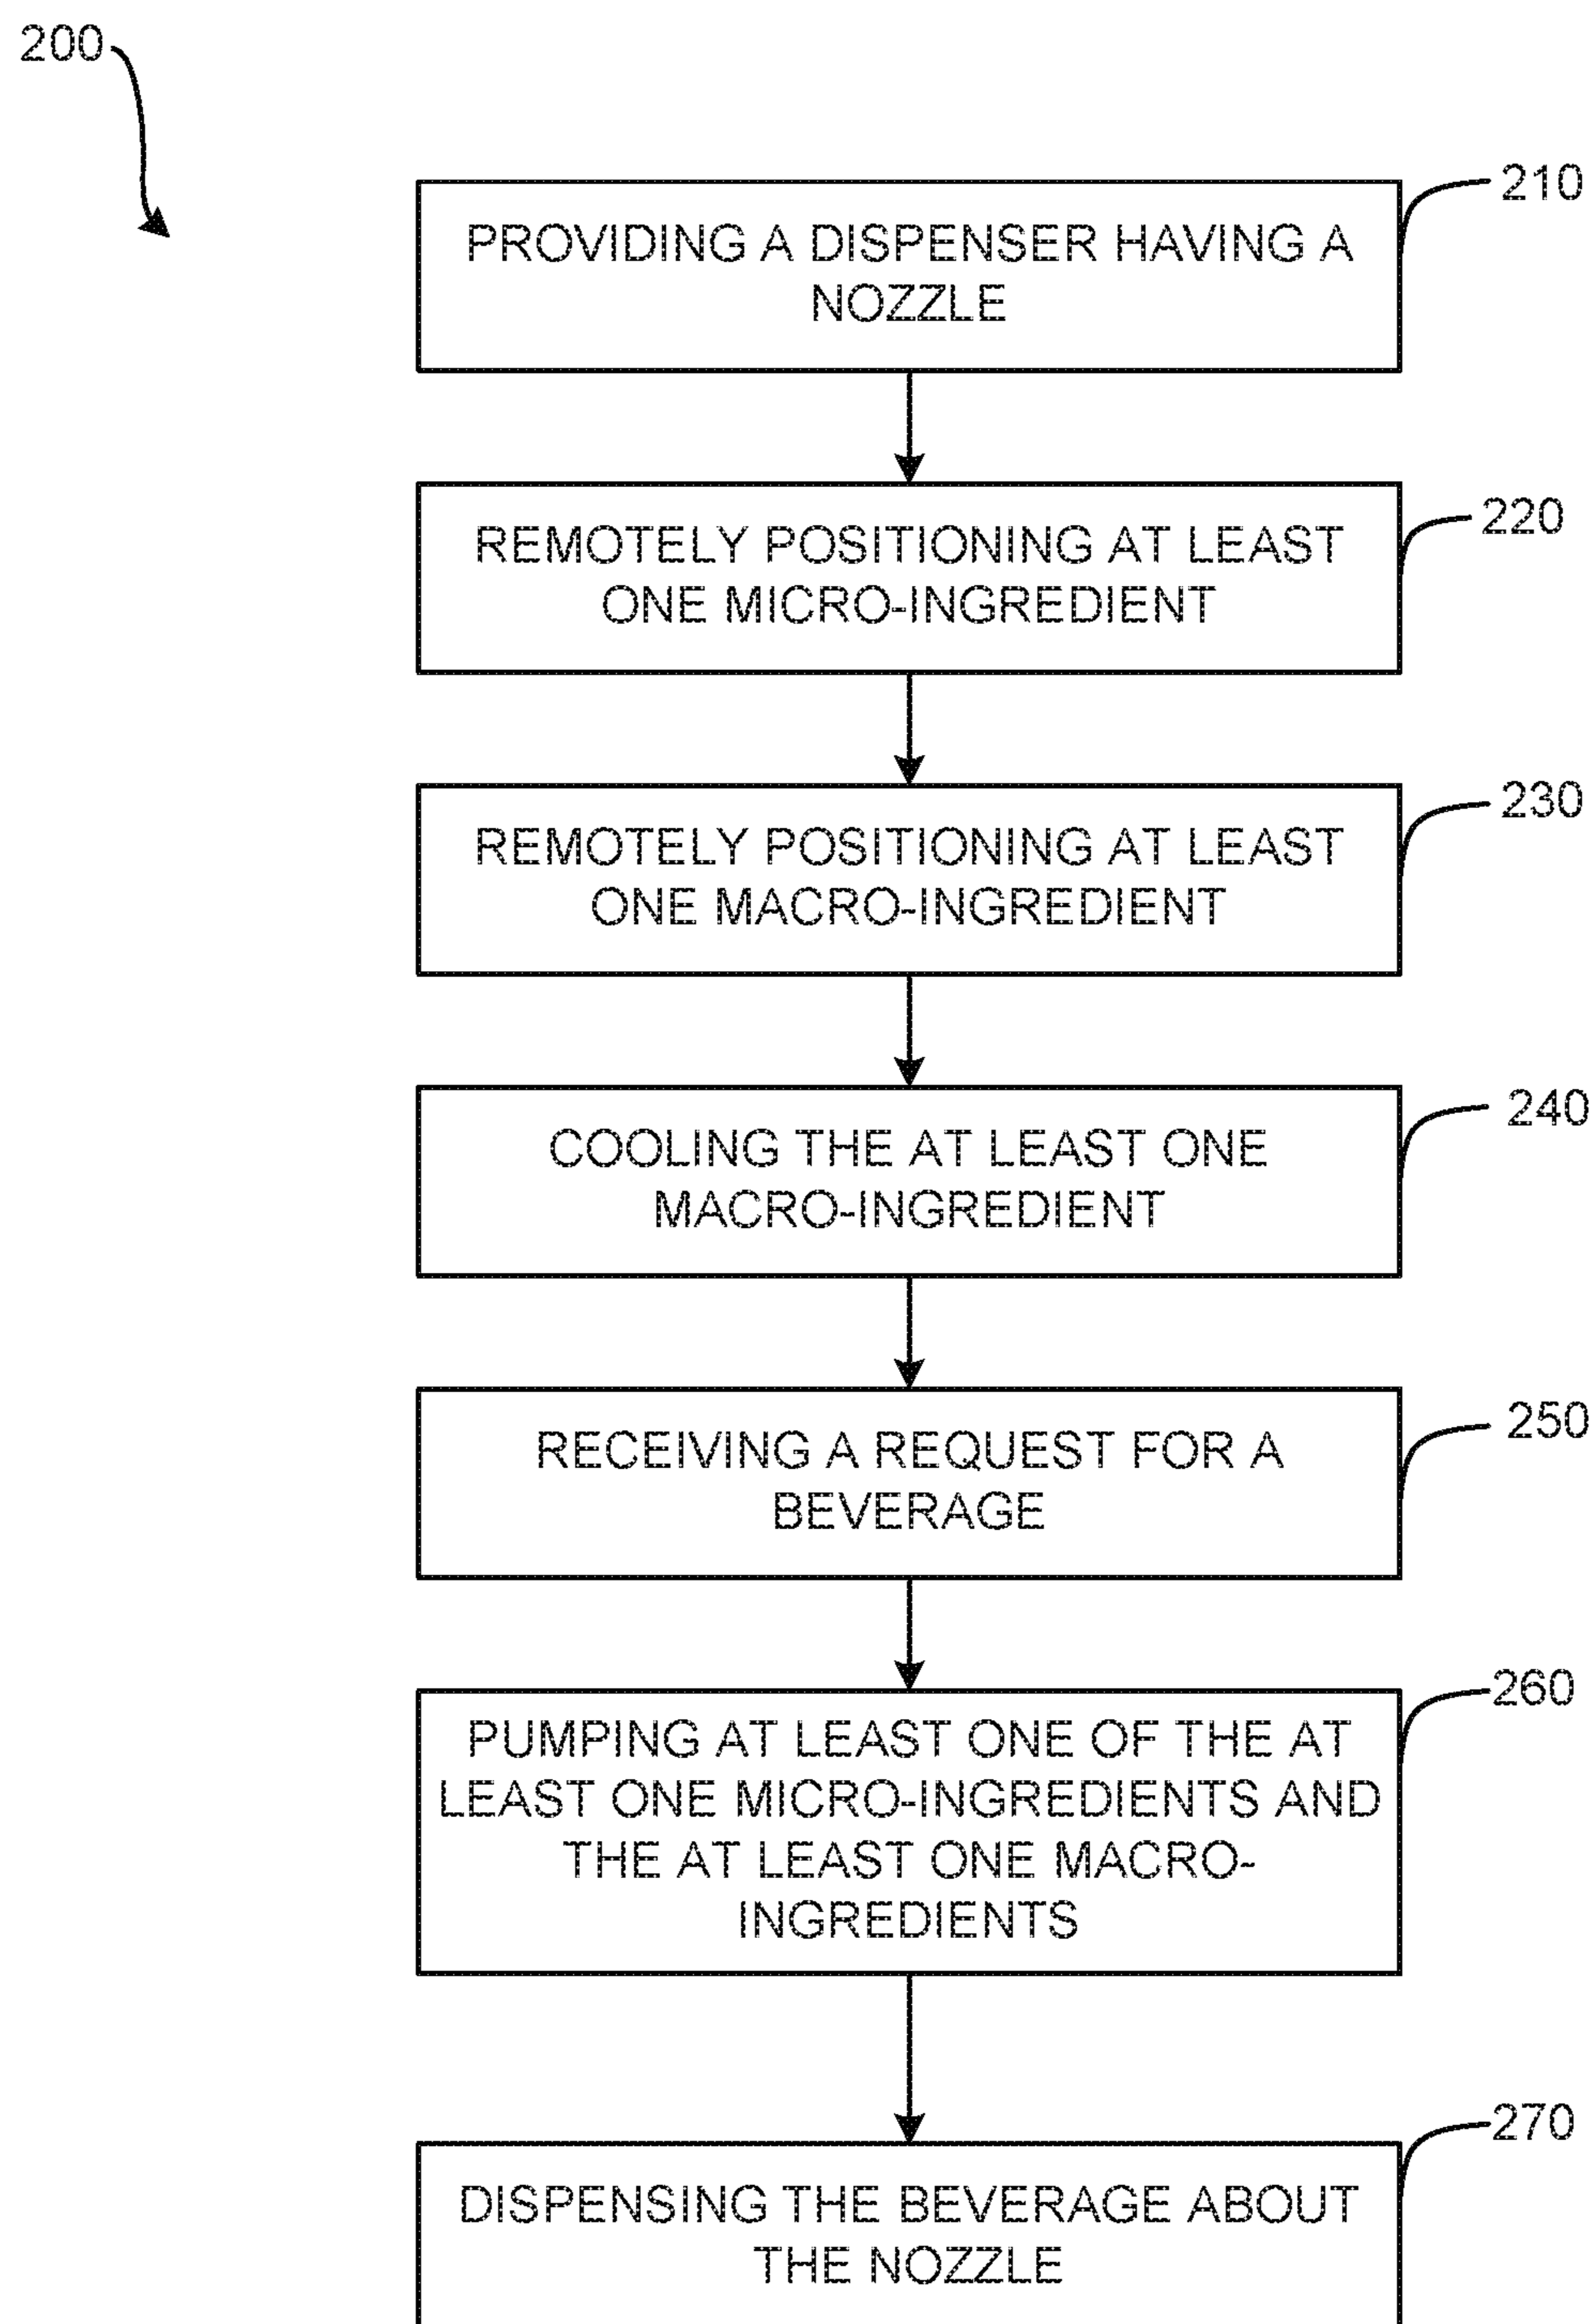 200
210
PROVIDING A DISPENSER HAVING A
NOZZLE
220
REMOTELY POSITIONING AT LEAST
ONE MICRO-INGREDIENT
230
REMOTELY POSITIONING AT LEAST
ONE MACRO-INGREDIENT
240
COOLING THE AT LEAST ONE
MACRO-INGREDIENT
250
RECEIVING A REQUEST FOR A
BEVERAGE
260
PUMPING AT LEAST ONE OF THE AT
LEAST ONE MICRO-INGREDIENTS AND
THE AT LEAST ONE MACRO-
INGREDIENTS
270
DISPENSING THE BEVERAGE ABOUT
THE NOZZLE